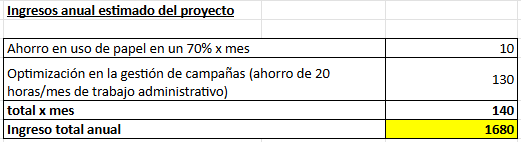 Ingresos anual estimado del proyecto
Ahorro en uso de papel en un 70% x mes 10
Optimización en la gestión de campañas (ahorro de 20
horas/mes de trabajo administrativo) 130
total x mes 140
Ingreso total anual 1680